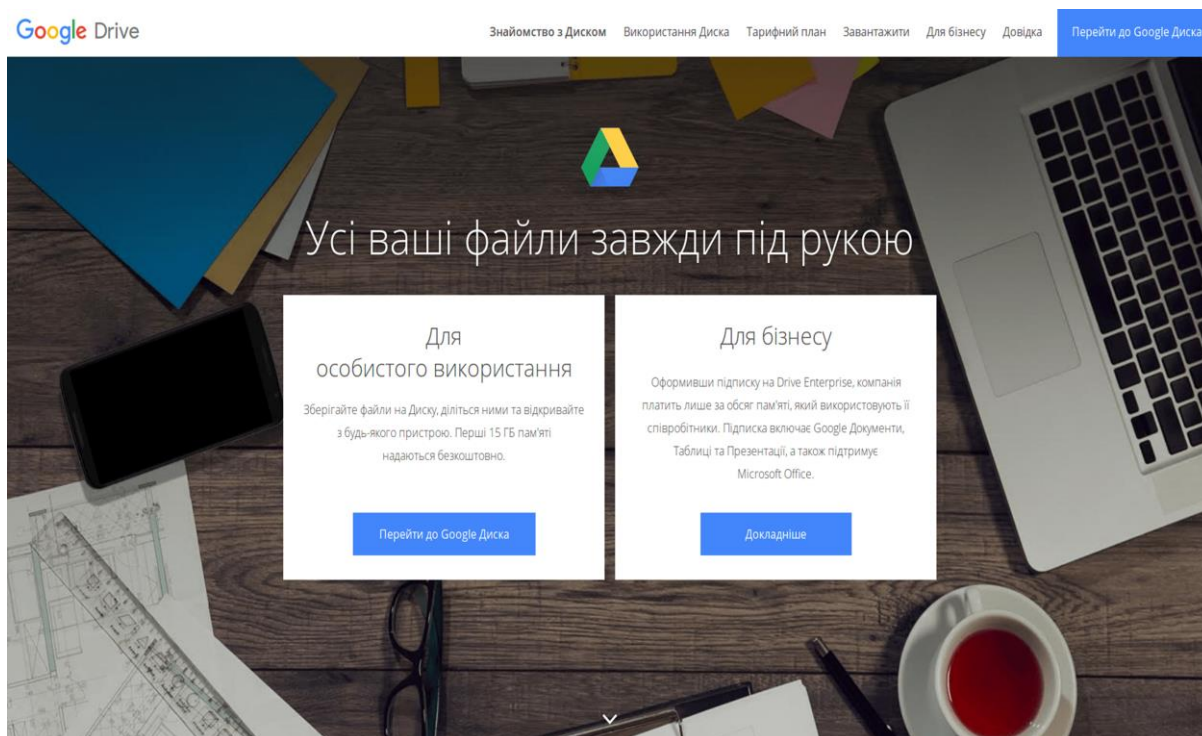 Google Drive
Знайомство з Диском Використання Диска Тарифний план Завантажити Для бізнесу Довідка Перейти до Google Диска
Усі ваші файли завжди під рукою
Для
особистого використання
Зберігайте файли на Диску, діліться ними та відкривайте
з будь-якого пристрою. Перші 15 ГБ пам'яті
надаються безкоштовно.
Перейти до Google Диска
Для бізнесу
Оформивши підписку на Drive Enterprise, компанія
платить лише за обсяг пам'яті, який використовують її
співробітники. Підписка включає Google Документи,
Таблиці та Презентації, а також підтримує
Microsoft Office.
Докладніше